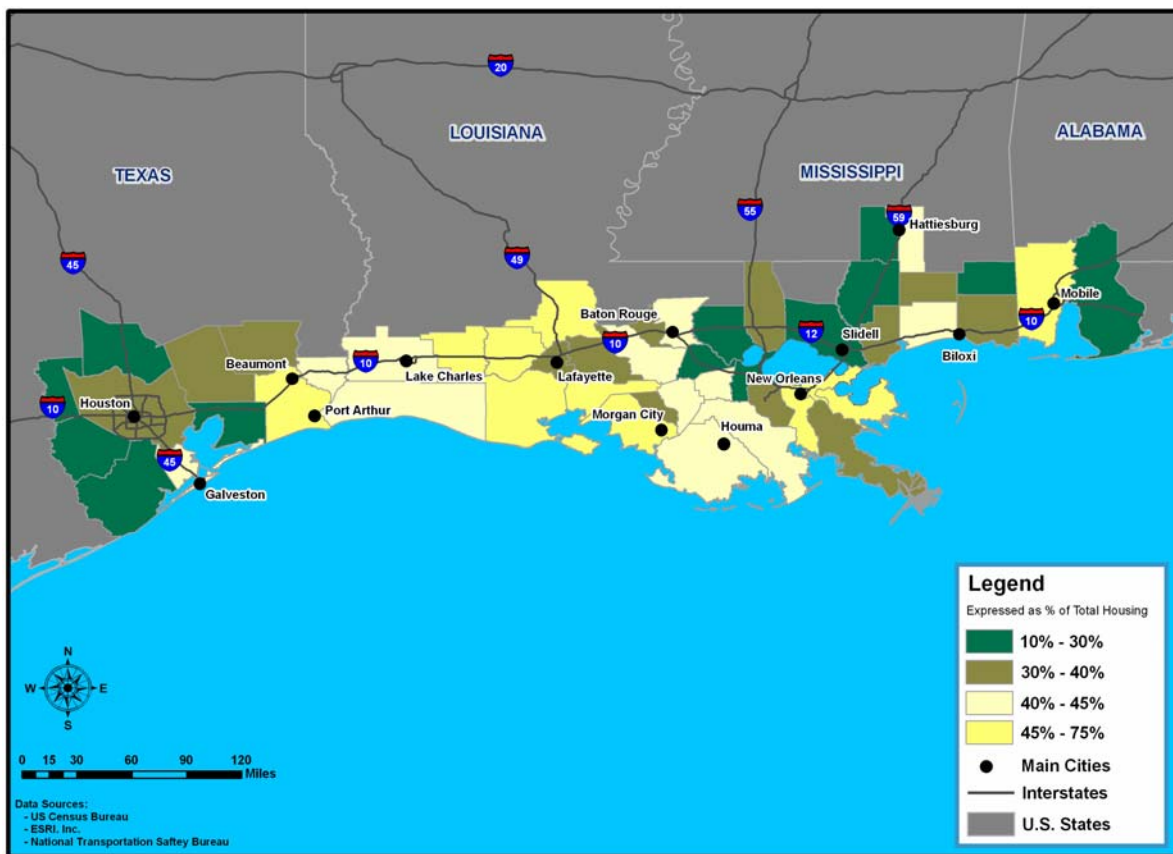 20
LOUISIANA
ALABAMA
TEXAS
MISSISSIPPI
55
59
Hattiesburg
45
49
Mobile
Baton Rouge
10
12
Slidell
10
Beaumont
10
Lake Charles
Lafayette
New Orleans
Biloxi
10
Houston
Port Arthur
Morgan City
Houma
45
Galveston
Legend
Expressed as % of Total Housing
10% - 30%
30% - 40%
40% - 45%
45% - 75%
Main Cities
Interstates
U.S. States
N
W E
S
0 15 30 60 90 120
Miles
Data Sources:
- US Census Bureau
- ESRI. Inc.
- National Transportation Saftey Bureau